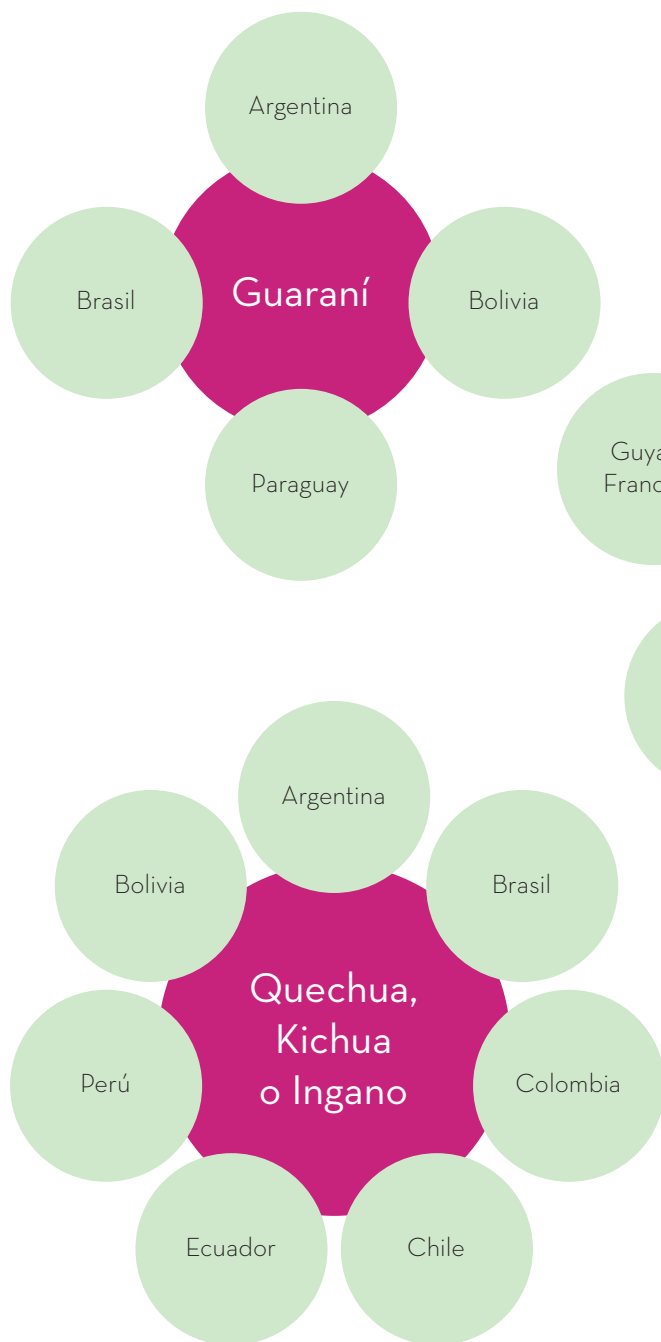 Argentina
Brasil
Guaraní
Bolivia
Paraguay
Argentina
Bolivia
Brasil
Quechua,
Kichua
o Ingano
Perú
Colombia
Ecuador
Chile